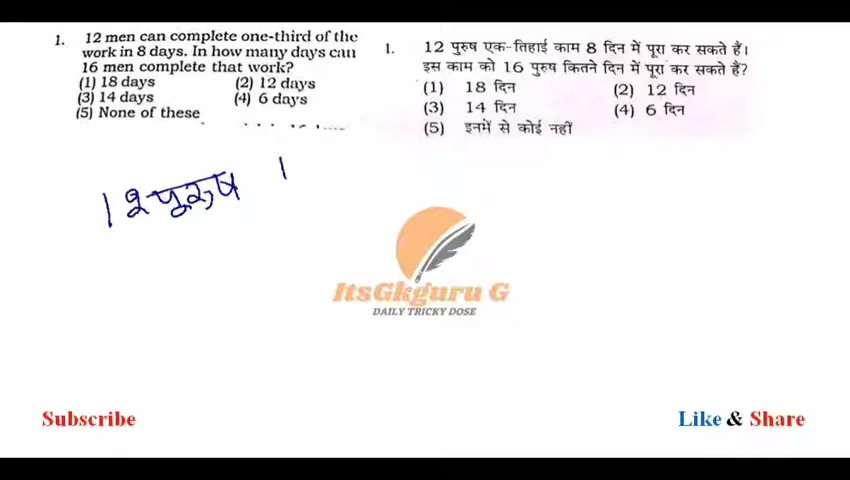 1. 12 men can complete one-third of the
work in 8 days. In how many days can
16 men complete that work?
(1) 18 days (2) 12 days
(3) 14 days (4) 6 days
(5) None of these
1. 12 पुरुष एक-तिहाई काम 8 दिन में पूरा कर सकते हैं।
इस काम को 16 पुरुष कितने दिन में पूरा कर सकते हैं?
(1) 18 दिन (2) 12 दिन
(3) 14 दिन (4) 6 दिन
(5) इनमें से कोई नहीं
12 पुरुष 1
ItsGkguru G
DAILY TRICKY DOSE
Subscribe
Like & Share